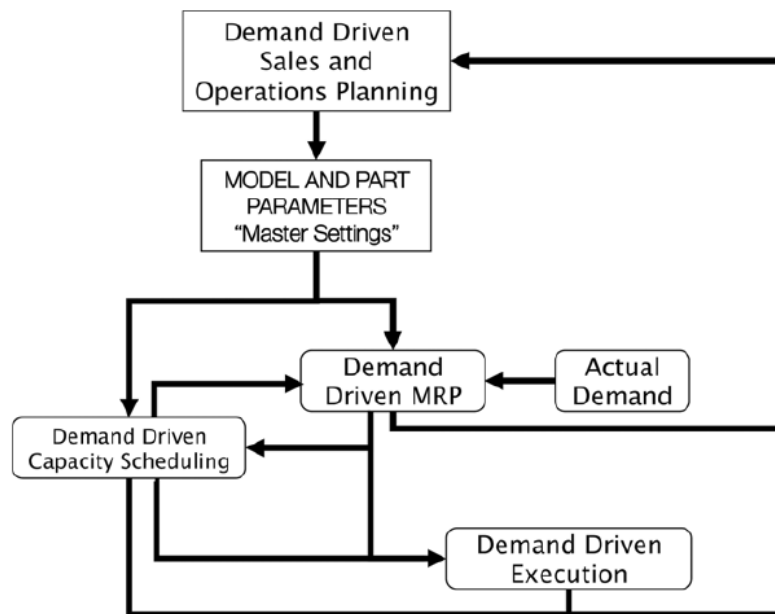 Demand Driven
Sales and
Operations Planning
MODEL AND PART
PARAMETERS
“Master Settings”
Demand
Driven MRP
Actual
Demand
Demand Driven
Capacity Scheduling
Demand Driven
Execution